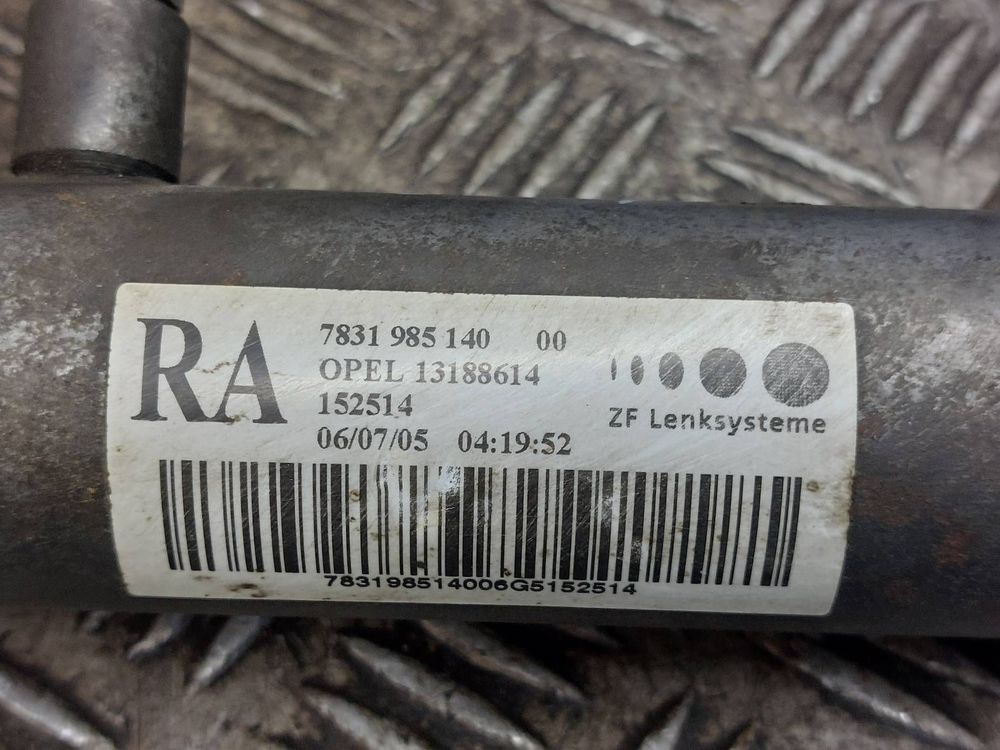 RA
7831 985 140 00
OPEL 13188614
152514
06/07/05 04:19:52
ZF Lenksysteme
783198514006G5152514